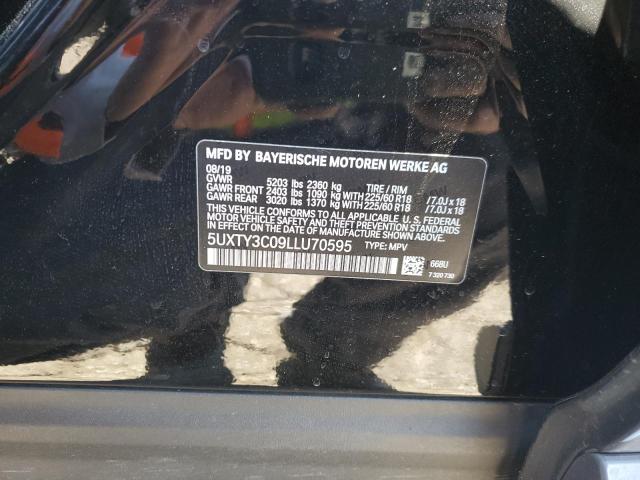 MFD BY BAYERISCHE MOTOREN WERKE AG
08/19
GVWR 5203 lbs 2360 kg TIRE / RIM
GAWR FRONT 2403 lbs 1090 kg WITH 225/60 R18 /7.0J x 18
GAWR REAR 3020 lbs 1370 kg WITH 225/60 R18 /7.0J x 18
THIS VEHICLE CONFORMS TO ALL APPLICABLE U.S. FEDERAL
MOTOR VEHICLE SAFETY, BUMPER, AND THEFT PREVENTION STANDARDS
IN EFFECT ON THE DATE OF MANUFACTURE SHOWN ABOVE.
5UXTY3C09LLU70595 TYPE: MPV
668U
7 320 730